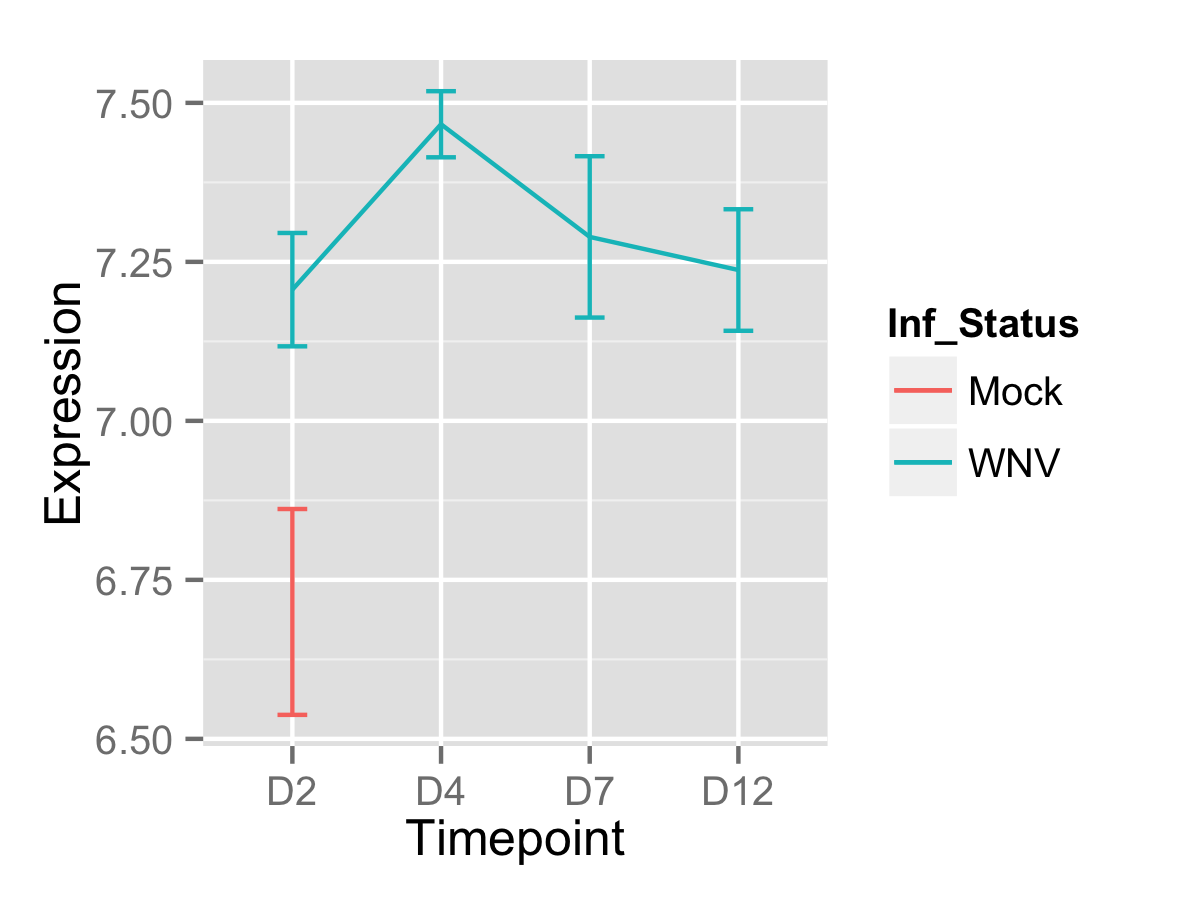 7.50
7.25
7.00
6.75
6.50
Expression
D2 D4 D7 D12
Timepoint
Inf_Status
Mock
WNV